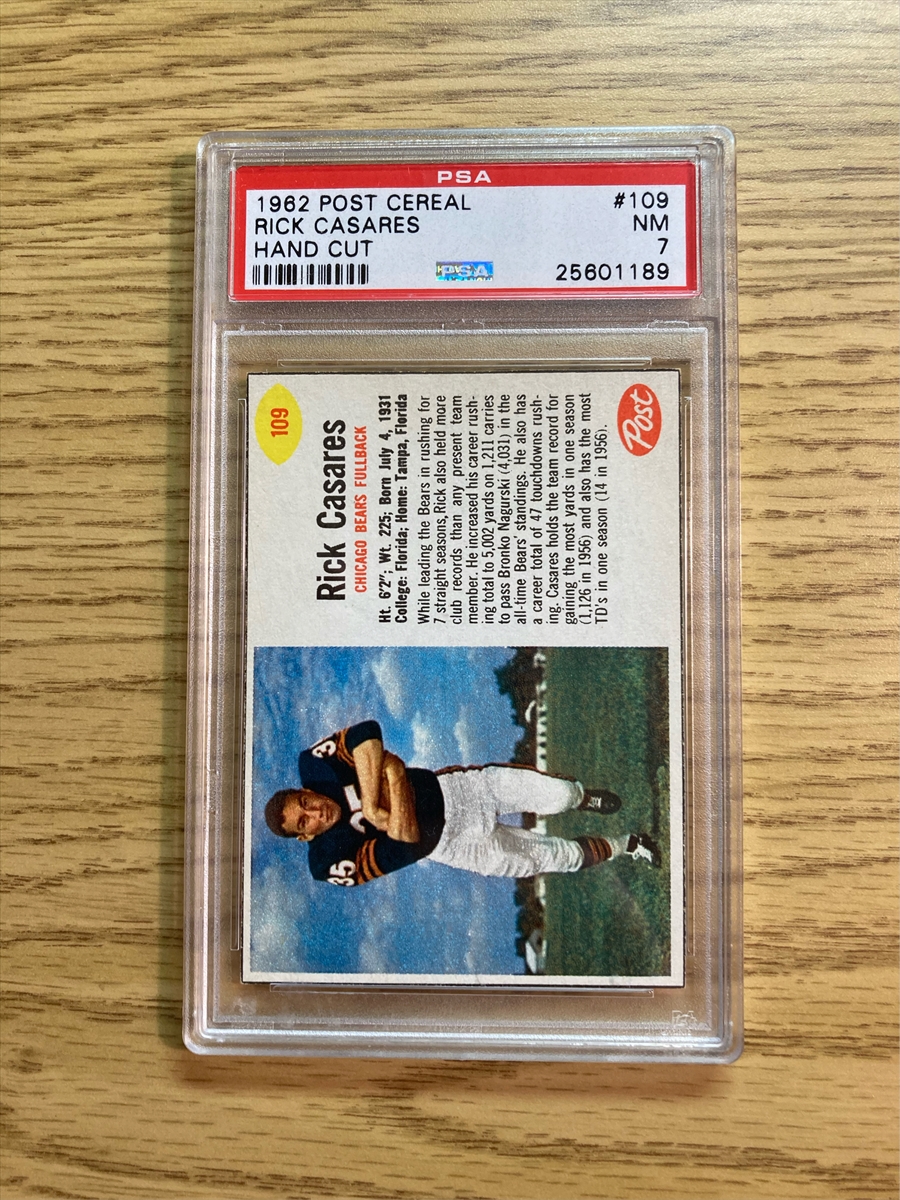 PSA
1962 POST CEREAL #109
RICK CASARES NM
HAND CUT 7
PSA 25601189
109
Rick Casares
CHICAGO BEARS FULLBACK
Ht. 6'2"; Wt. 225; Born July 4, 1931
College: Florida; Home: Tampa, Florida
While leading the Bears in rushing for
7 straight seasons, Rick also held more
club records than any present team
member. He increased his career rush-
ing total to 5,002 yards on 1,211 carries
to pass Bronko Nagurski (4,031) in the
all-time Bears' standings. He also has
a career total of 47 touchdowns rush-
ing. Casares holds the team record for
gaining the most yards in one season
(1,126 in 1956) and also has the most
TD's in one season (14 in 1956).
Post
35
35